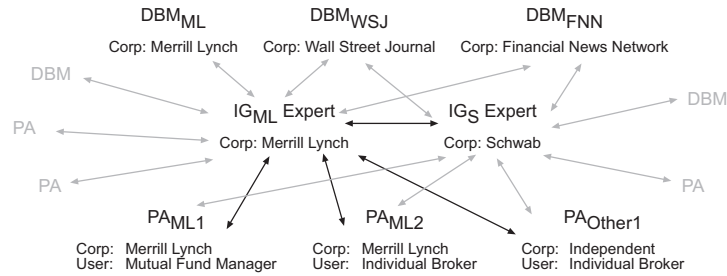 DBM_ML DBM_WSJ DBM_FNN
Corp: Merrill Lynch Corp: Wall Street Journal Corp: Financial News Network
DBM
DBM
IG_ML Expert IG_S Expert
PA
Corp: Merrill Lynch Corp: Schwab
PA PA
PA_ML1 PA_ML2 PA_Other1
Corp: Merrill Lynch Corp: Merrill Lynch Corp: Independent
User: Mutual Fund Manager User: Individual Broker User: Individual Broker